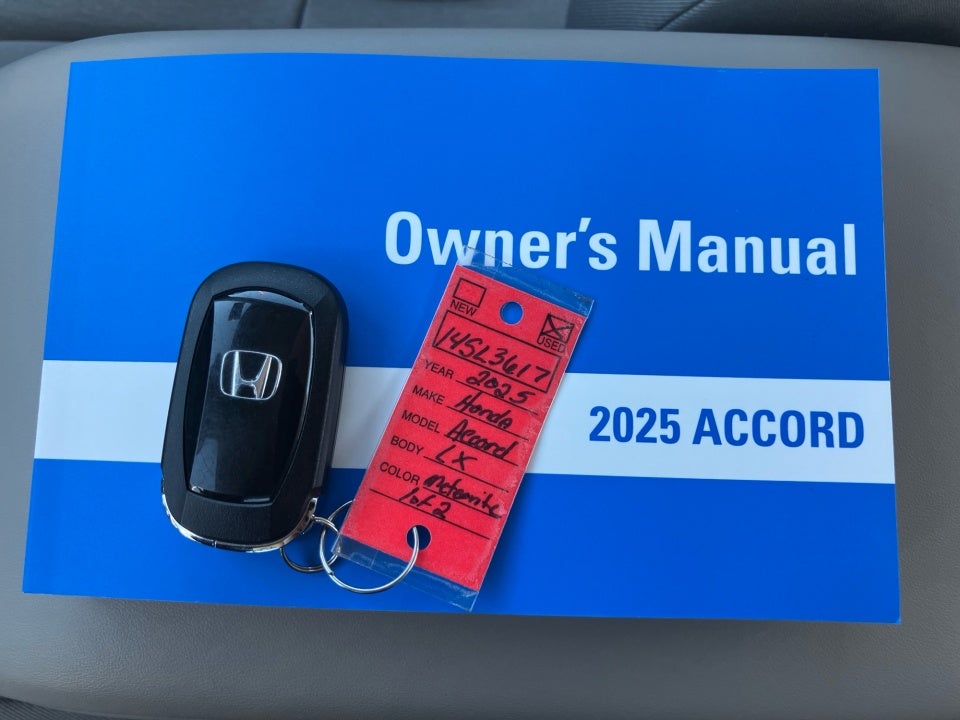 Owner's Manual
2025 ACCORD
NEW
USED
14SL3617
YEAR 2025
MAKE Honda
MODEL Accord
BODY LX
COLOR Meteorite
1 of 2